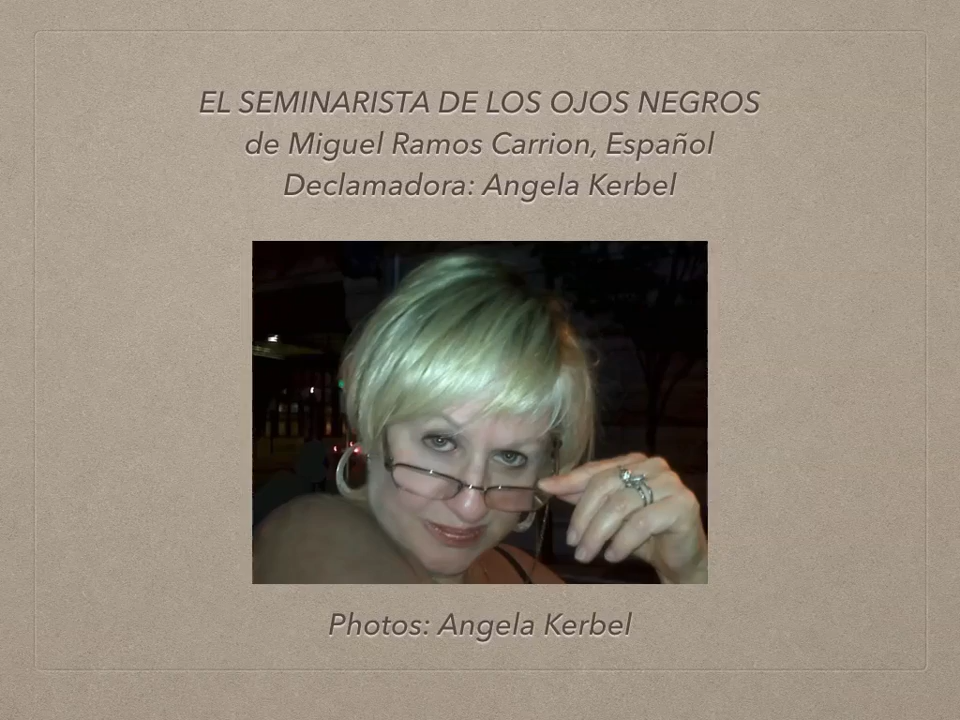 EL SEMINARISTA DE LOS OJOS NEGROS
de Miguel Ramos Carrion, Español
Declamadora: Angela Kerbel
Photos: Angela Kerbel